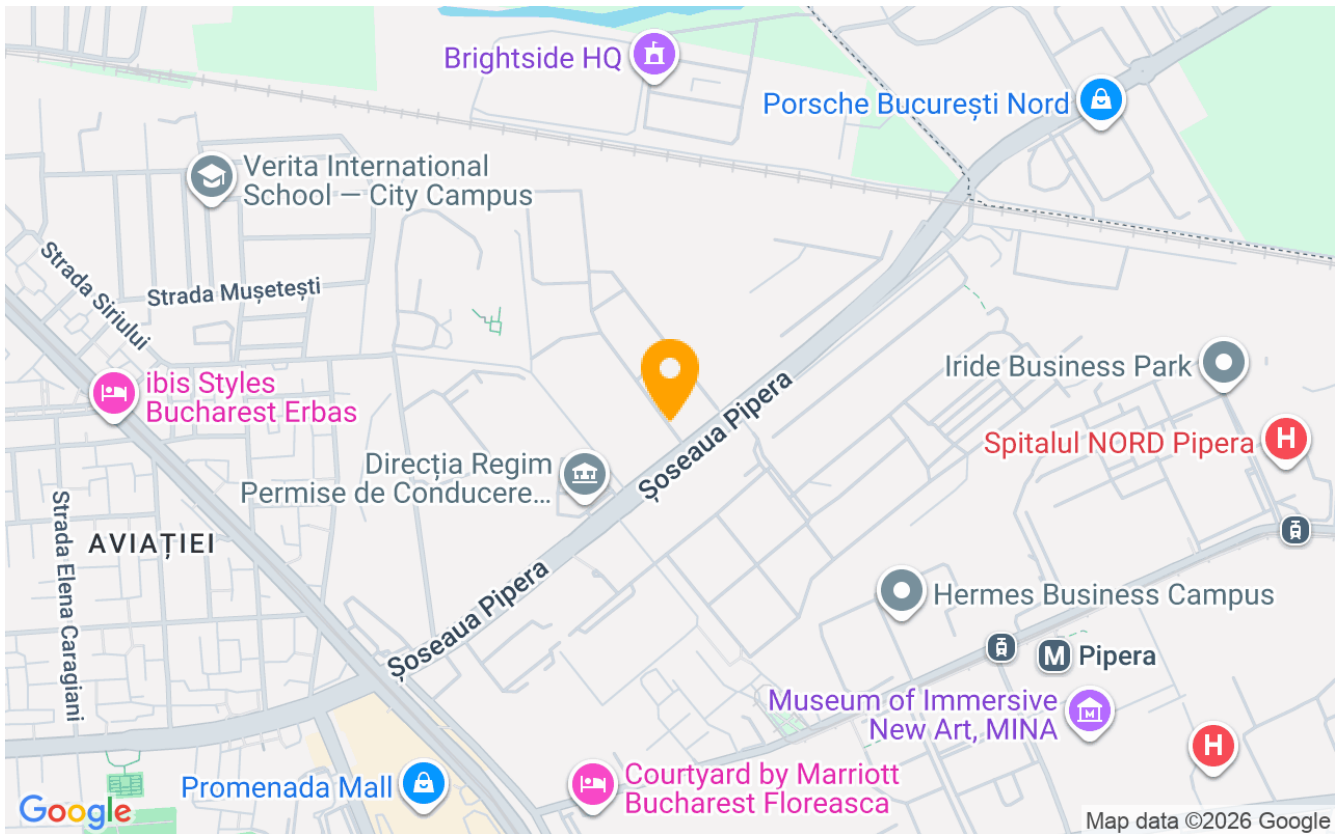 Brightside HQ
Porsche București Nord
Verita International
School — City Campus
Strada Siriului
Strada Mușetești
ibis Styles
Bucharest Erbas
Iride Business Park
Șoseaua Pipera
Spitalul NORD Pipera
H
Direcția Regim
Permise de Conducere...
Strada Elena Caragiani
AVIAȚIEI
Șoseaua Pipera
Hermes Business Campus
M Pipera
Museum of Immersive
New Art, MINA
M
H
Promenada Mall
Courtyard by Marriott
Bucharest Floreasca
Google
Map data ©2026 Google